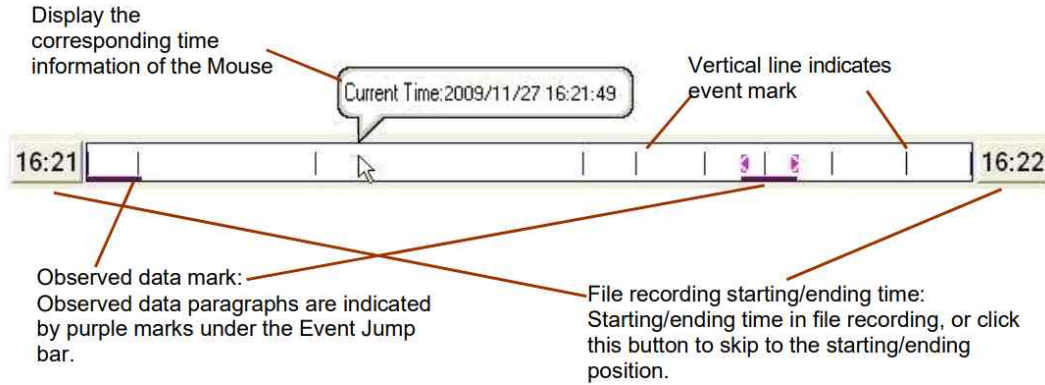 Display the
corresponding time
information of the Mouse
Vertical line indicates
event mark
Current Time:2009/11/27 16:21:49
16:21
16:22
Observed data mark:
Observed data paragraphs are indicated
by purple marks under the Event Jump
bar.
File recording starting/ending time:
Starting/ending time in file recording, or click
this button to skip to the starting/ending
position.